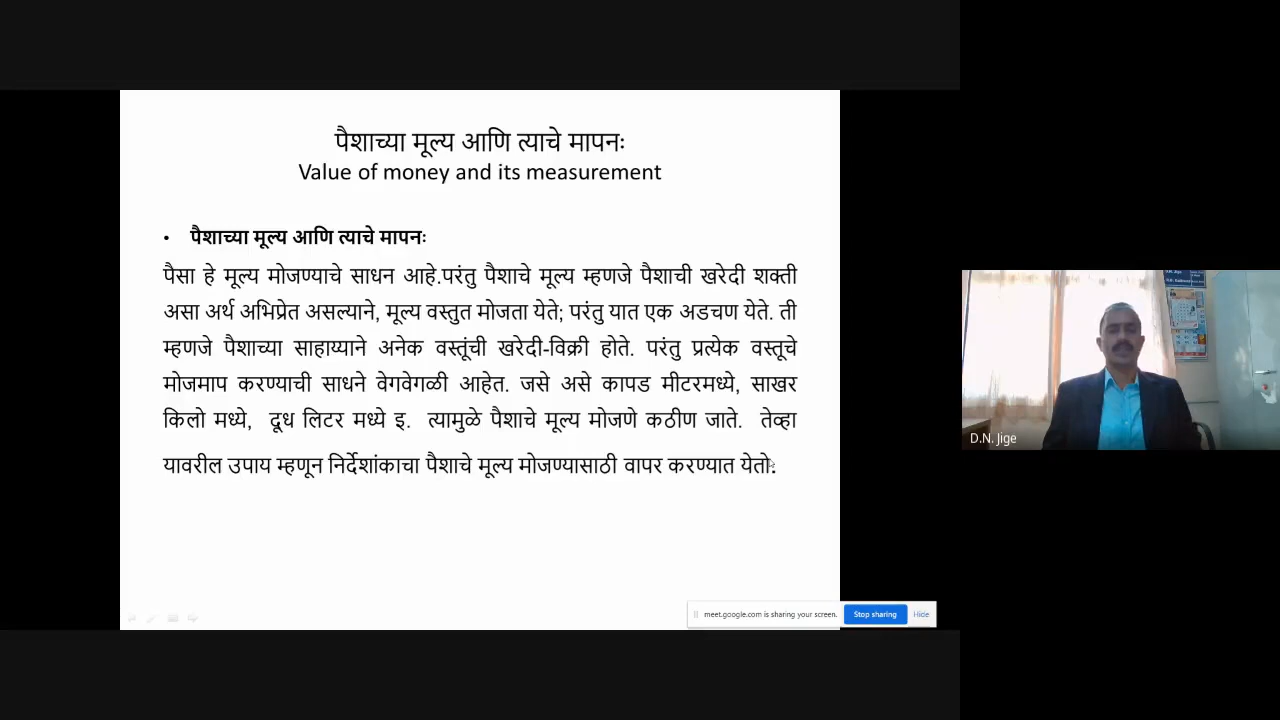 पैशाच्या मूल्य आणि त्याचे मापनः
Value of money and its measurement
• पैशाच्या मूल्य आणि त्याचे मापनः
पैसा हे मूल्य मोजण्याचे साधन आहे.परंतु पैशाचे मूल्य म्हणजे पैशाची खरेदी शक्ती
असा अर्थ अभिप्रेत असल्याने, मूल्य वस्तुत मोजता येते; परंतु यात एक अडचण येते. ती
म्हणजे पैशाच्या साहाय्याने अनेक वस्तूंची खरेदी-विक्री होते. परंतु प्रत्येक वस्तूचे
मोजमाप करण्याची साधने वेगवेगळी आहेत. जसे असे कापड मीटरमध्ये, साखर
किलो मध्ये, दूध लिटर मध्ये इ. त्यामुळे पैशाचे मूल्य मोजणे कठीण जाते. तेव्हा
यावरील उपाय म्हणून निर्देशांकाचा पैशाचे मूल्य मोजण्यासाठी वापर करण्यात येतो.
meet.google.com is sharing your screen. Stop sharing Hide
D.N. Jige